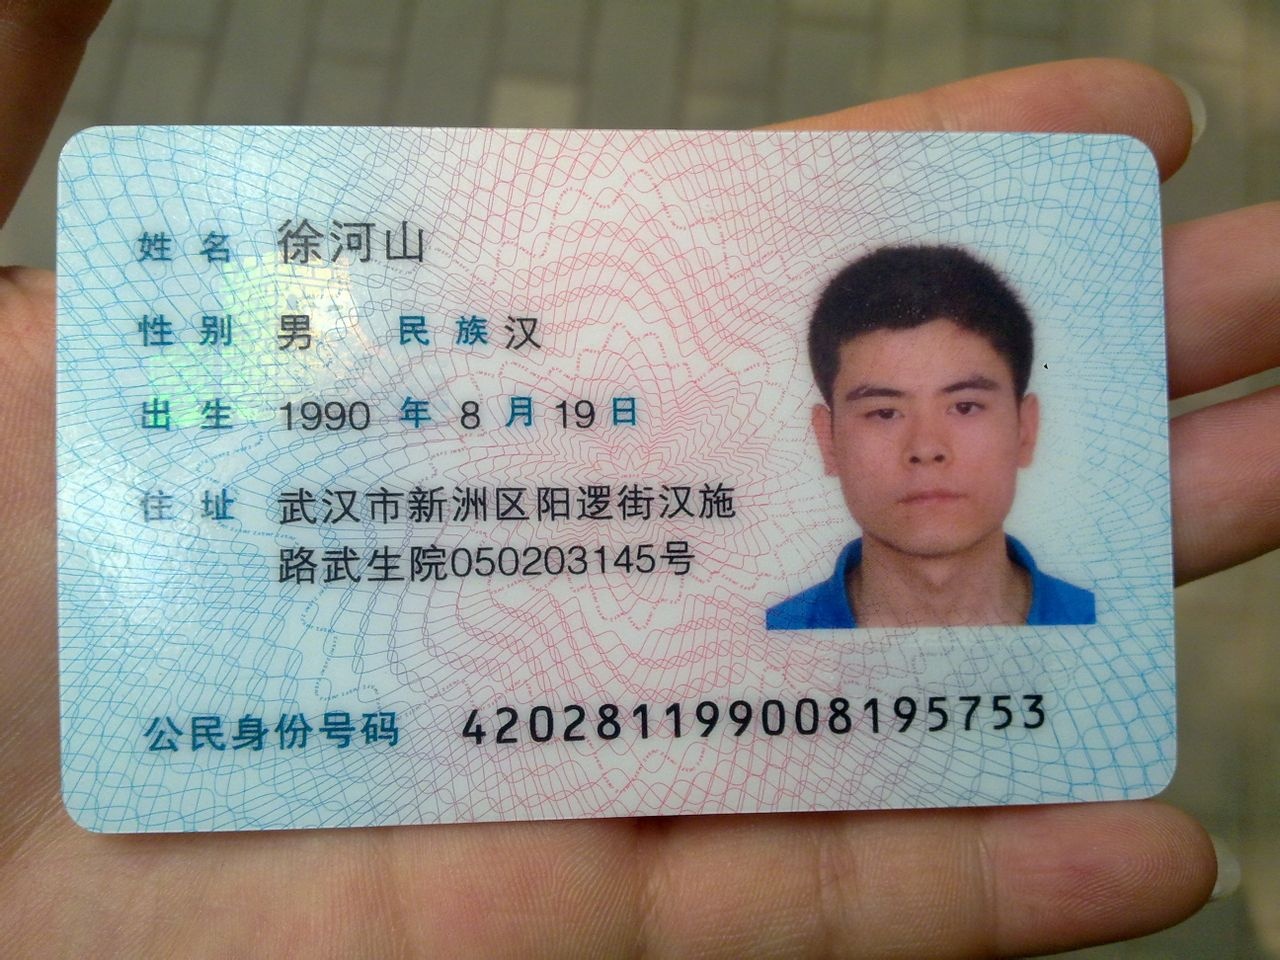 姓名 徐河山
性别 男 民族 汉
出生 1990 年 8 月 19 日
住址 武汉市新洲区阳逻街汉施
路武生院050203145号
公民身份号码 420281199008195753